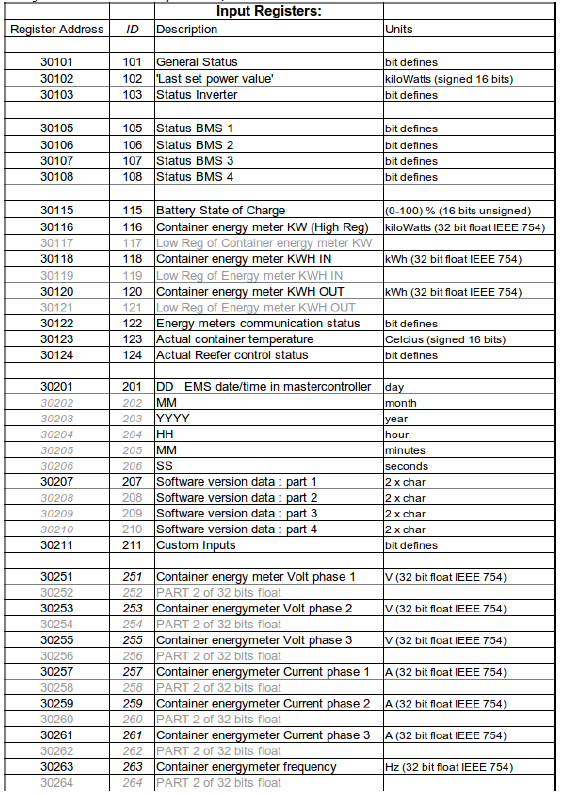 Input Registers:
Register Address ID Description Units
30101 101 General Status bit defines
30102 102 'Last set power value' kiloWatts (signed 16 bits)
30103 103 Status Inverter bit defines
30105 105 Status BMS 1 bit defines
30106 106 Status BMS 2 bit defines
30107 107 Status BMS 3 bit defines
30108 108 Status BMS 4 bit defines
30115 115 Battery State of Charge (0-100) % (16 bits unsigned)
30116 116 Container energy meter KW (High Reg) kiloWatts (32 bit float IEEE 754)
30117 117 Low Reg of Container energy meter KW
30118 118 Container energy meter KWH IN kWh (32 bit float IEEE 754)
30119 119 Low Reg of Energy meter KWH IN
30120 120 Container energy meter KWH OUT kWh (32 bit float IEEE 754)
30121 121 Low Reg of Energy meter KWH OUT
30122 122 Energy meters communication status bit defines
30123 123 Actual container temperature Celcius (signed 16 bits)
30124 124 Actual Reefer control status bit defines
30201 201 DD EMS date/time in mastercontroller day
30202 202 MM month
30203 203 YYYY year
30204 204 HH hour
30205 205 MM minutes
30206 206 SS seconds
30207 207 Software version data : part 1 2 x char
30208 208 Software version data : part 2 2 x char
30209 209 Software version data : part 3 2 x char
30210 210 Software version data : part 4 2 x char
30211 211 Custom Inputs bit defines
30251 251 Container energy meter Volt phase 1 V (32 bit float IEEE 754)
30252 252 PART 2 of 32 bits float
30253 253 Container energymeter Volt phase 2 V (32 bit float IEEE 754)
30254 254 PART 2 of 32 bits float
30255 255 Container energymeter Volt phase 3 V (32 bit float IEEE 754)
30256 256 PART 2 of 32 bits float
30257 257 Container energymeter Current phase 1 A (32 bit float IEEE 754)
30258 258 PART 2 of 32 bits float
30259 259 Container energymeter Current phase 2 A (32 bit float IEEE 754)
30260 260 PART 2 of 32 bits float
30261 261 Container energymeter Current phase 3 A (32 bit float IEEE 754)
30262 262 PART 2 of 32 bits float
30263 263 Container energymeter frequency Hz (32 bit float IEEE 754)
30264 264 PART 2 of 32 bits float